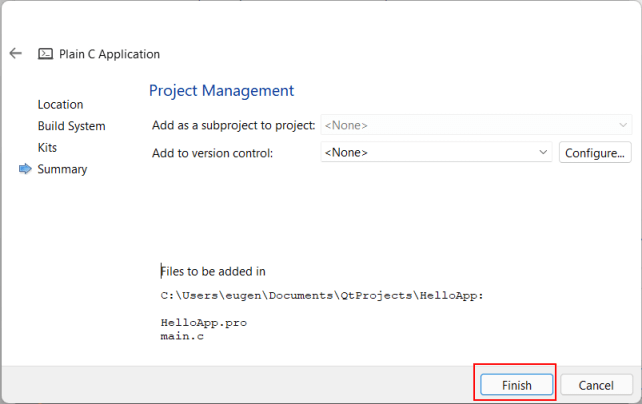 Plain C Application
Location
Build System
Kits
Summary
Project Management
Add as a subproject to project: <None>
Add to version control: <None> Configure...
Files to be added in
C:\Users\eugen\Documents\QtProjects\HelloApp:
HelloApp.pro
main.c
Finish Cancel